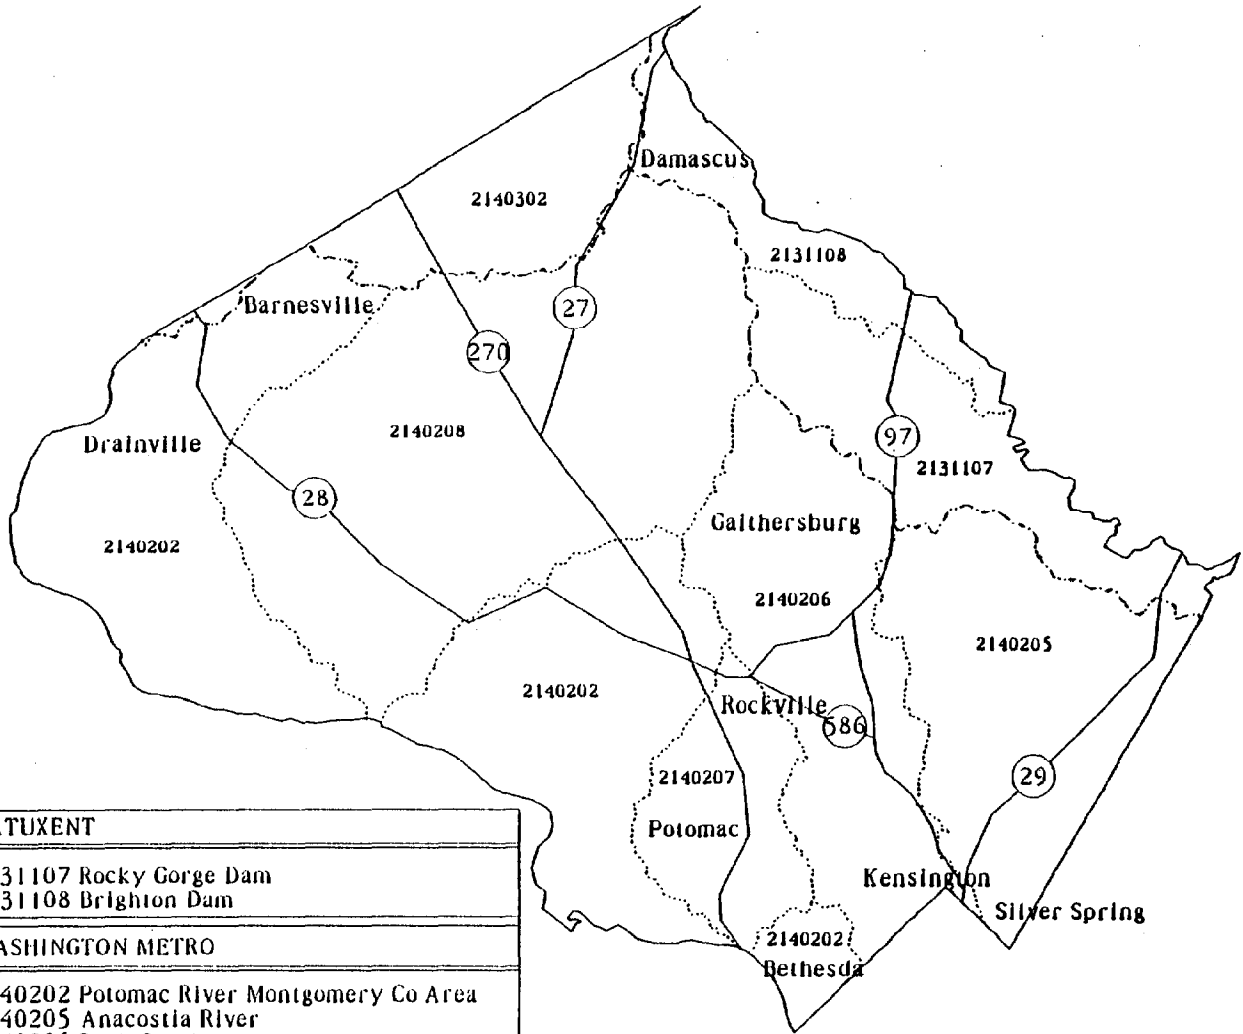 Damascus
2140302
2131108
Barnesville
27
270
Drainville
2140208
97
2131107
28
Gaithersburg
2140202
2140206
2140205
2140202
Rockville
586
2140207
29
Potomac
Kensington
Silver Spring
2140202
Bethesda
TUXENT
31107 Rocky Gorge Dam
31108 Brighton Dam
ASHINGTON METRO
40202 Potomac River Montgomery Co Area
40205 Anacostia River